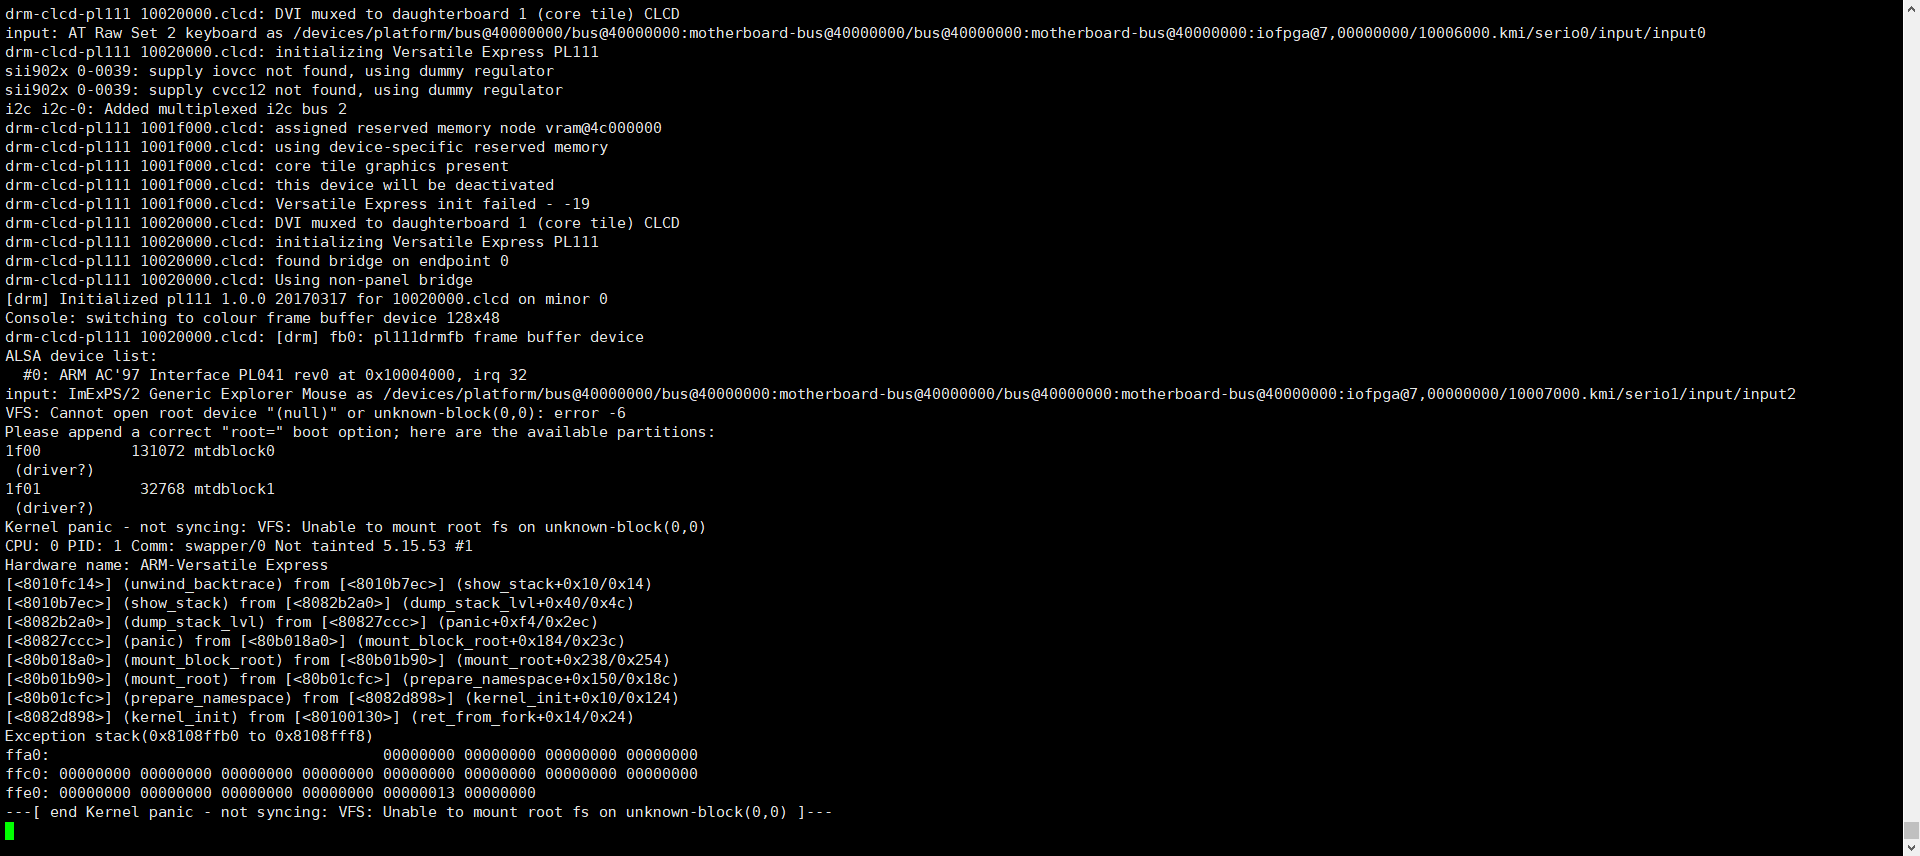 drm-clcd-pl111 10020000.clcd: DVI muxed to daughterboard 1 (core tile) CLCD
input: AT Raw Set 2 keyboard as /devices/platform/bus@40000000/bus@40000000:motherboard-bus@40000000/bus@40000000:motherboard-bus@40000000:iofpga@7,00000000/10006000.kmi/serio0/input/input0
drm-clcd-pl111 10020000.clcd: initializing Versatile Express PL111
sii902x 0-0039: supply iovcc not found, using dummy regulator
sii902x 0-0039: supply cvcc12 not found, using dummy regulator
i2c i2c-0: Added multiplexed i2c bus 2
drm-clcd-pl111 1001f000.clcd: assigned reserved memory node vram@4c000000
drm-clcd-pl111 1001f000.clcd: using device-specific reserved memory
drm-clcd-pl111 1001f000.clcd: core tile graphics present
drm-clcd-pl111 1001f000.clcd: this device will be deactivated
drm-clcd-pl111 1001f000.clcd: Versatile Express init failed - -19
drm-clcd-pl111 10020000.clcd: DVI muxed to daughterboard 1 (core tile) CLCD
drm-clcd-pl111 10020000.clcd: initializing Versatile Express PL111
drm-clcd-pl111 10020000.clcd: found bridge on endpoint 0
drm-clcd-pl111 10020000.clcd: Using non-panel bridge
[drm] Initialized pl111 1.0.0 20170317 for 10020000.clcd on minor 0
Console: switching to colour frame buffer device 128x48
drm-clcd-pl111 10020000.clcd: [drm] fb0: pl111drmfb frame buffer device
ALSA device list:
  #0: ARM AC'97 Interface PL041 rev0 at 0x10004000, irq 32
input: ImExPS/2 Generic Explorer Mouse as /devices/platform/bus@40000000/bus@40000000:motherboard-bus@40000000/bus@40000000:motherboard-bus@40000000:iofpga@7,00000000/10007000.kmi/serio1/input/input2
VFS: Cannot open root device "(null)" or unknown-block(0,0): error -6
Please append a correct "root=" boot option; here are the available partitions:
1f00          131072 mtdblock0
 (driver?)
1f01           32768 mtdblock1
 (driver?)
Kernel panic - not syncing: VFS: Unable to mount root fs on unknown-block(0,0)
CPU: 0 PID: 1 Comm: swapper/0 Not tainted 5.15.53 #1
Hardware name: ARM-Versatile Express
[<8010fc14>] (unwind_backtrace) from [<8010b7ec>] (show_stack+0x10/0x14)
[<8010b7ec>] (show_stack) from [<8082b2a0>] (dump_stack_lvl+0x40/0x4c)
[<8082b2a0>] (dump_stack_lvl) from [<80827ccc>] (panic+0xf4/0x2ec)
[<80827ccc>] (panic) from [<80b018a0>] (mount_block_root+0x184/0x23c)
[<80b018a0>] (mount_block_root) from [<80b01b90>] (mount_root+0x238/0x254)
[<80b01b90>] (mount_root) from [<80b01cfc>] (prepare_namespace+0x150/0x18c)
[<80b01cfc>] (prepare_namespace) from [<8082d898>] (kernel_init+0x10/0x124)
[<8082d898>] (kernel_init) from [<80100130>] (ret_from_fork+0x14/0x24)
Exception stack(0x8108ffb0 to 0x8108fff8)
ffa0:                                     00000000 00000000 00000000 00000000
ffc0: 00000000 00000000 00000000 00000000 00000000 00000000 00000000 00000000
ffe0: 00000000 00000000 00000000 00000000 00000013 00000000
---[ end Kernel panic - not syncing: VFS: Unable to mount root fs on unknown-block(0,0) ]---